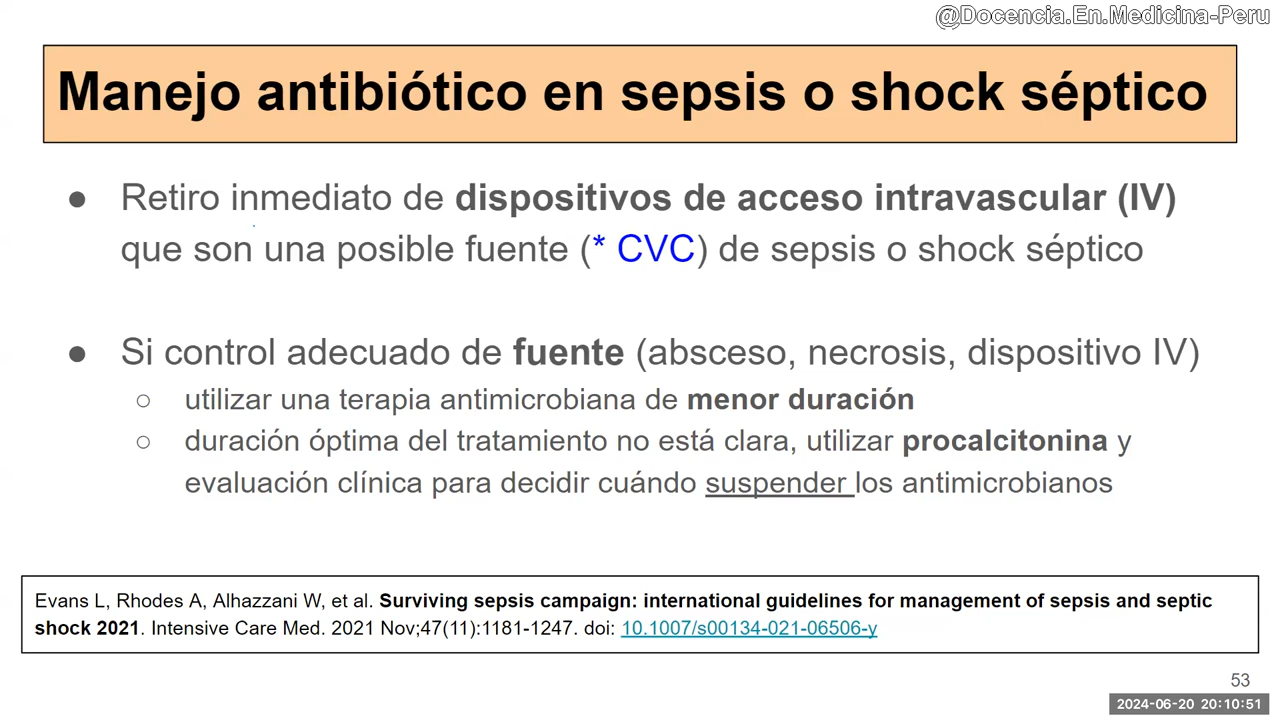 @Docencia.En.Medicina-Peru
Manejo antibiótico en sepsis o shock séptico
● Retiro inmediato de dispositivos de acceso intravascular (IV)
que son una posible fuente (* CVC) de sepsis o shock séptico
● Si control adecuado de fuente (absceso, necrosis, dispositivo IV)
○ utilizar una terapia antimicrobiana de menor duración
○ duración óptima del tratamiento no está clara, utilizar procalcitonina y
evaluación clínica para decidir cuándo suspender los antimicrobianos
Evans L, Rhodes A, Alhazzani W, et al. Surviving sepsis campaign: international guidelines for management of sepsis and septic
shock 2021. Intensive Care Med. 2021 Nov;47(11):1181-1247. doi: 10.1007/s00134-021-06506-y
53
2024-06-20 20:10:51